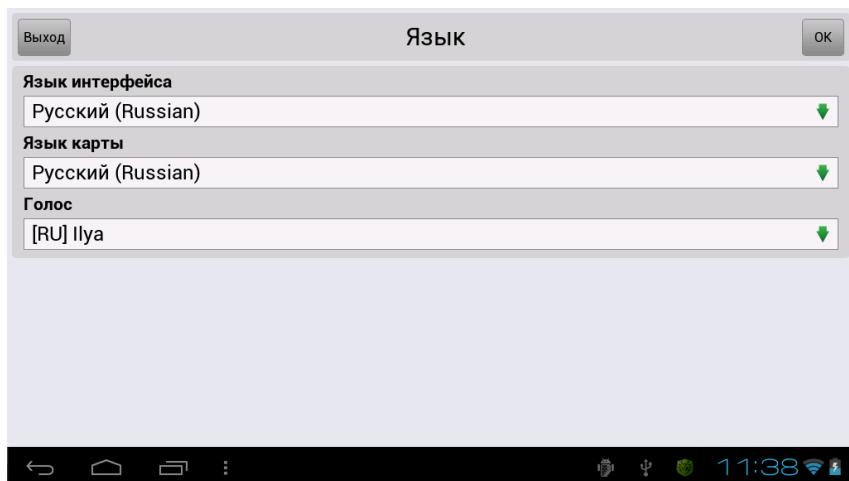 Выход
Язык
OK
Язык интерфейса
Русский (Russian)
Язык карты
Русский (Russian)
Голос
[RU] Ilya
11:38